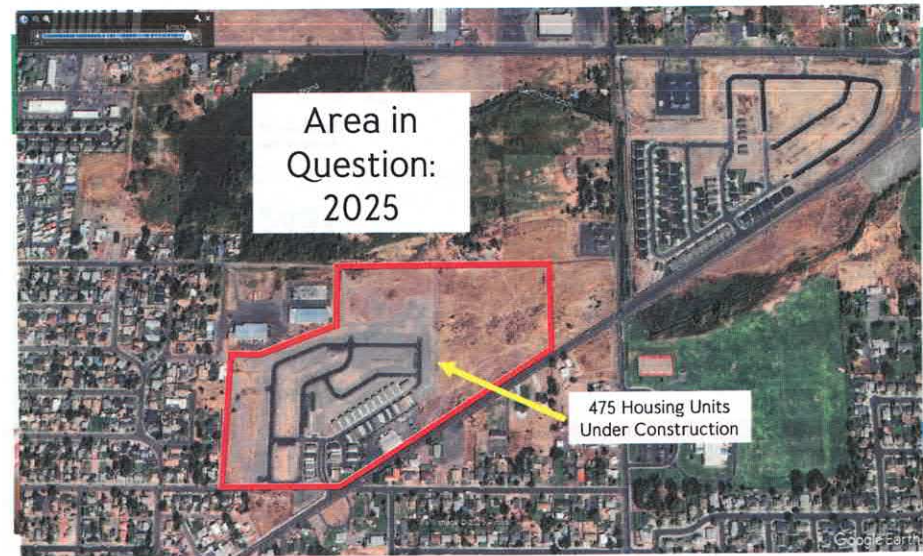 Area in
Question:
2025
475 Housing Units
Under Construction
Google Earth